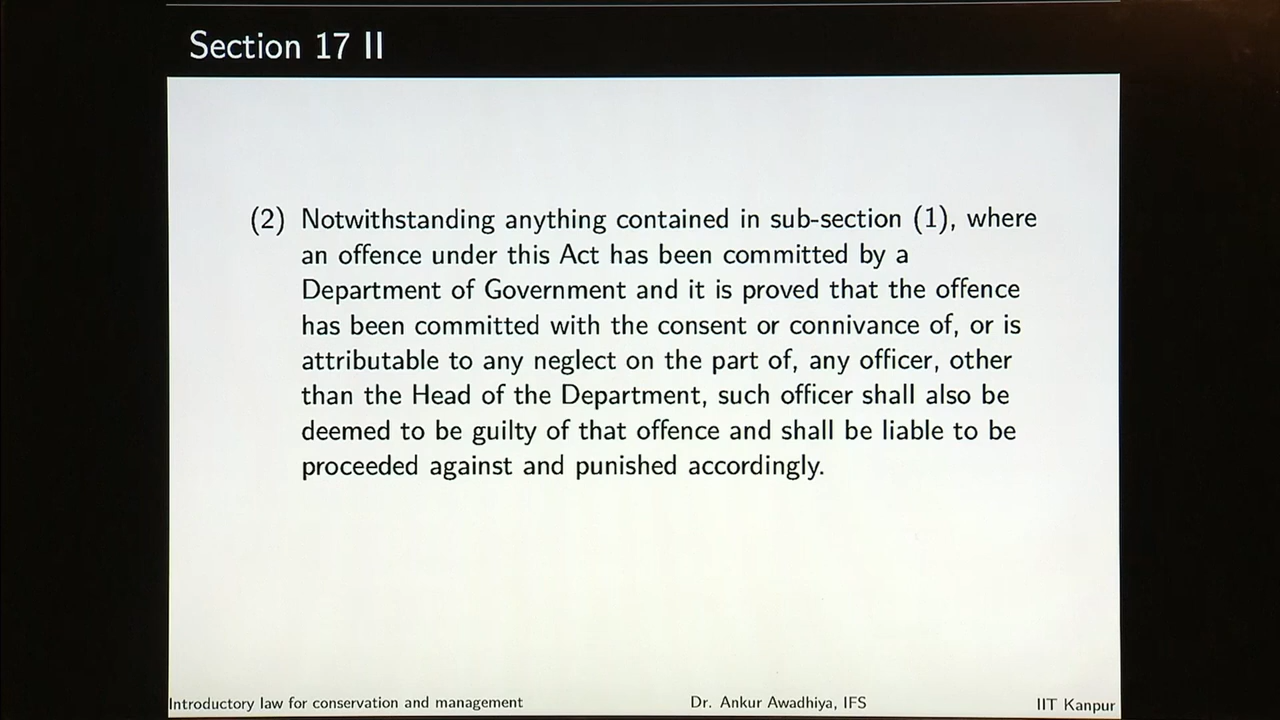 Section 17 II
(2) Notwithstanding anything contained in sub-section (1), where
an offence under this Act has been committed by a
Department of Government and it is proved that the offence
has been committed with the consent or connivance of, or is
attributable to any neglect on the part of, any officer, other
than the Head of the Department, such officer shall also be
deemed to be guilty of that offence and shall be liable to be
proceeded against and punished accordingly.
Introductory law for conservation and management Dr. Ankur Awadhiya, IFS IIT Kanpur